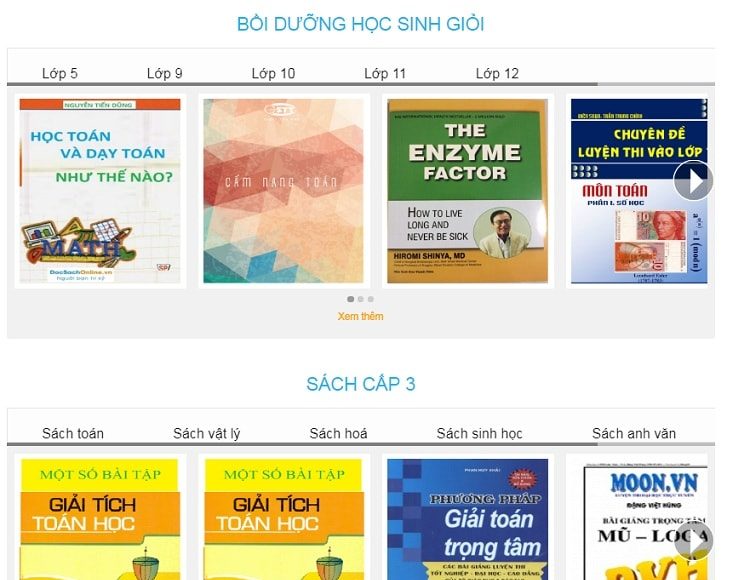 BỒI DƯỠNG HỌC SINH GIỎI
Lớp 5 Lớp 9 Lớp 10 Lớp 11 Lớp 12
NGUYỄN TIẾN DŨNG
HỌC TOÁN
VÀ DẠY TOÁN
NHƯ THẾ NÀO?
MATH
DocSachOnline.vn
CẨM NANG TOÁN
THE
ENZYME
FACTOR
HOW TO LIVE
LONG AND
NEVER BE SICK
HIROMI SHINYA, MD
CHUYÊN ĐỀ
LUYỆN THI VÀO LỚP
MÔN TOÁN
PHẦN I. SỐ HỌC
10
Xem thêm
SÁCH CẤP 3
Sách toán Sách vật lý Sách hoá Sách sinh học Sách anh văn
MỘT SỐ BÀI TẬP
GIẢI TÍCH
TOÁN HỌC
MỘT SỐ BÀI TẬP
GIẢI TÍCH
TOÁN HỌC
PHAN HUY KHẢI
PHƯƠNG PHÁP
Giải toán
trọng tâm
CÁC BÀI GIẢNG LUYỆN THI
TỐT NGHIỆP - ĐẠI HỌC - CAO ĐẲNG
MOON.VN
ĐẶNG VIỆT HÙNG
BÀI GIẢNG TRỌNG TÂM
MŨ – LOGA